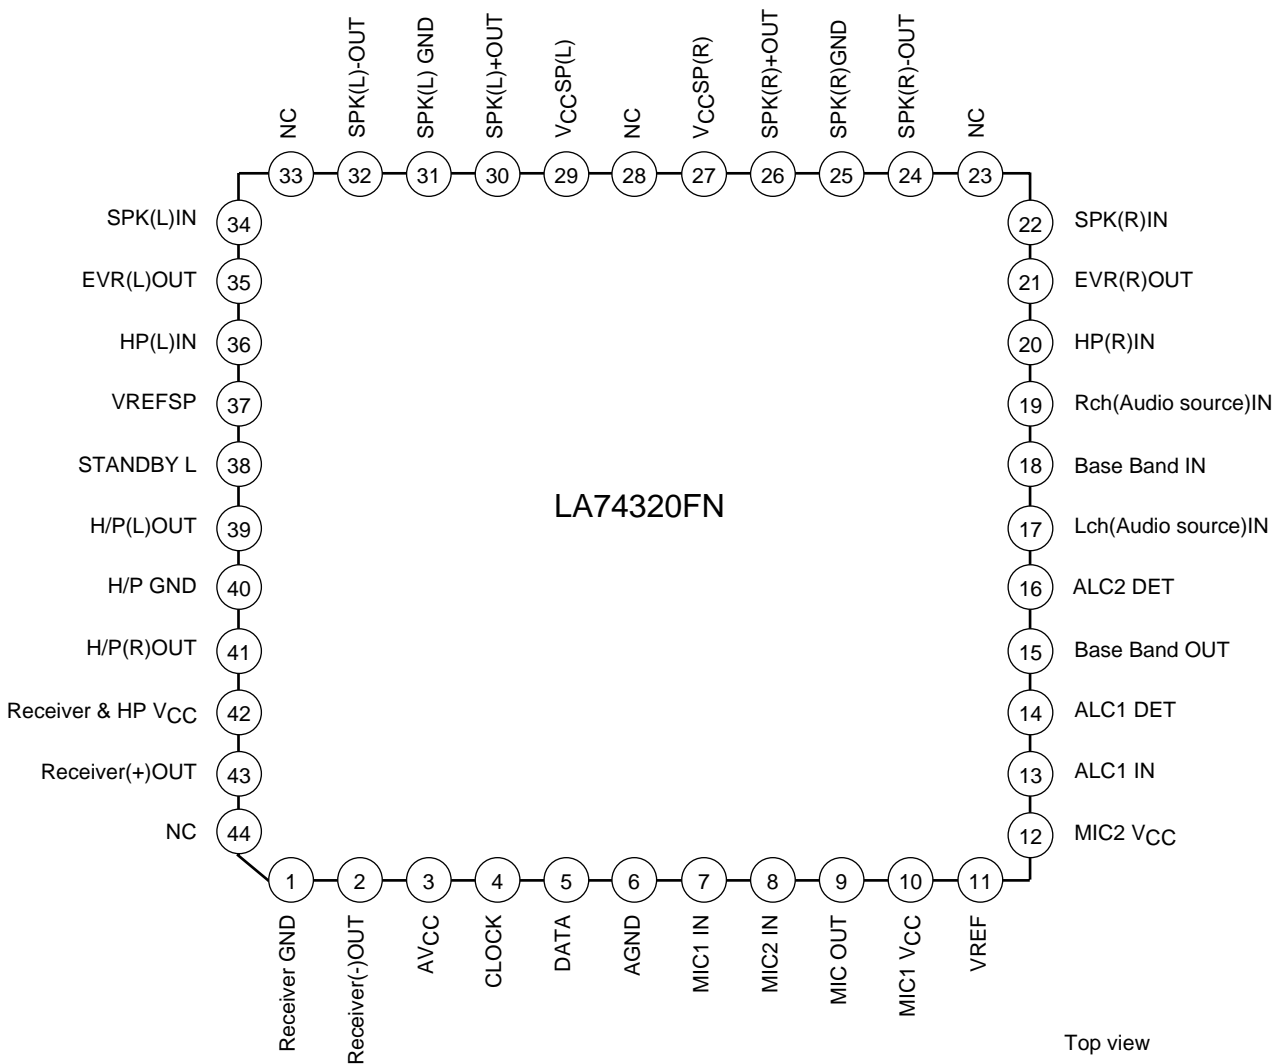 NC
SPK(L)-OUT
SPK(L) GND
SPK(L)+OUT
VCCSP(L)
NC
VCCSP(R)
SPK(R)+OUT
SPK(R)GND
SPK(R)-OUT
NC
33
32
31
30
29
28
27
26
25
24
23
SPK(L)IN
34
22
SPK(R)IN
EVR(L)OUT
35
21
EVR(R)OUT
HP(L)IN
36
20
HP(R)IN
VREFSP
37
19
Rch(Audio source)IN
STANDBY L
38
18
Base Band IN
LA74320FN
H/P(L)OUT
39
17
Lch(Audio source)IN
H/P GND
40
16
ALC2 DET
H/P(R)OUT
41
15
Base Band OUT
Receiver & HP VCC
42
14
ALC1 DET
Receiver(+)OUT
43
13
ALC1 IN
NC
44
12
MIC2 VCC
1
2
3
4
5
6
7
8
9
10
11
Receiver GND
Receiver(-)OUT
AVCC
CLOCK
DATA
AGND
MIC1 IN
MIC2 IN
MIC OUT
MIC1 VCC
VREF
Top view